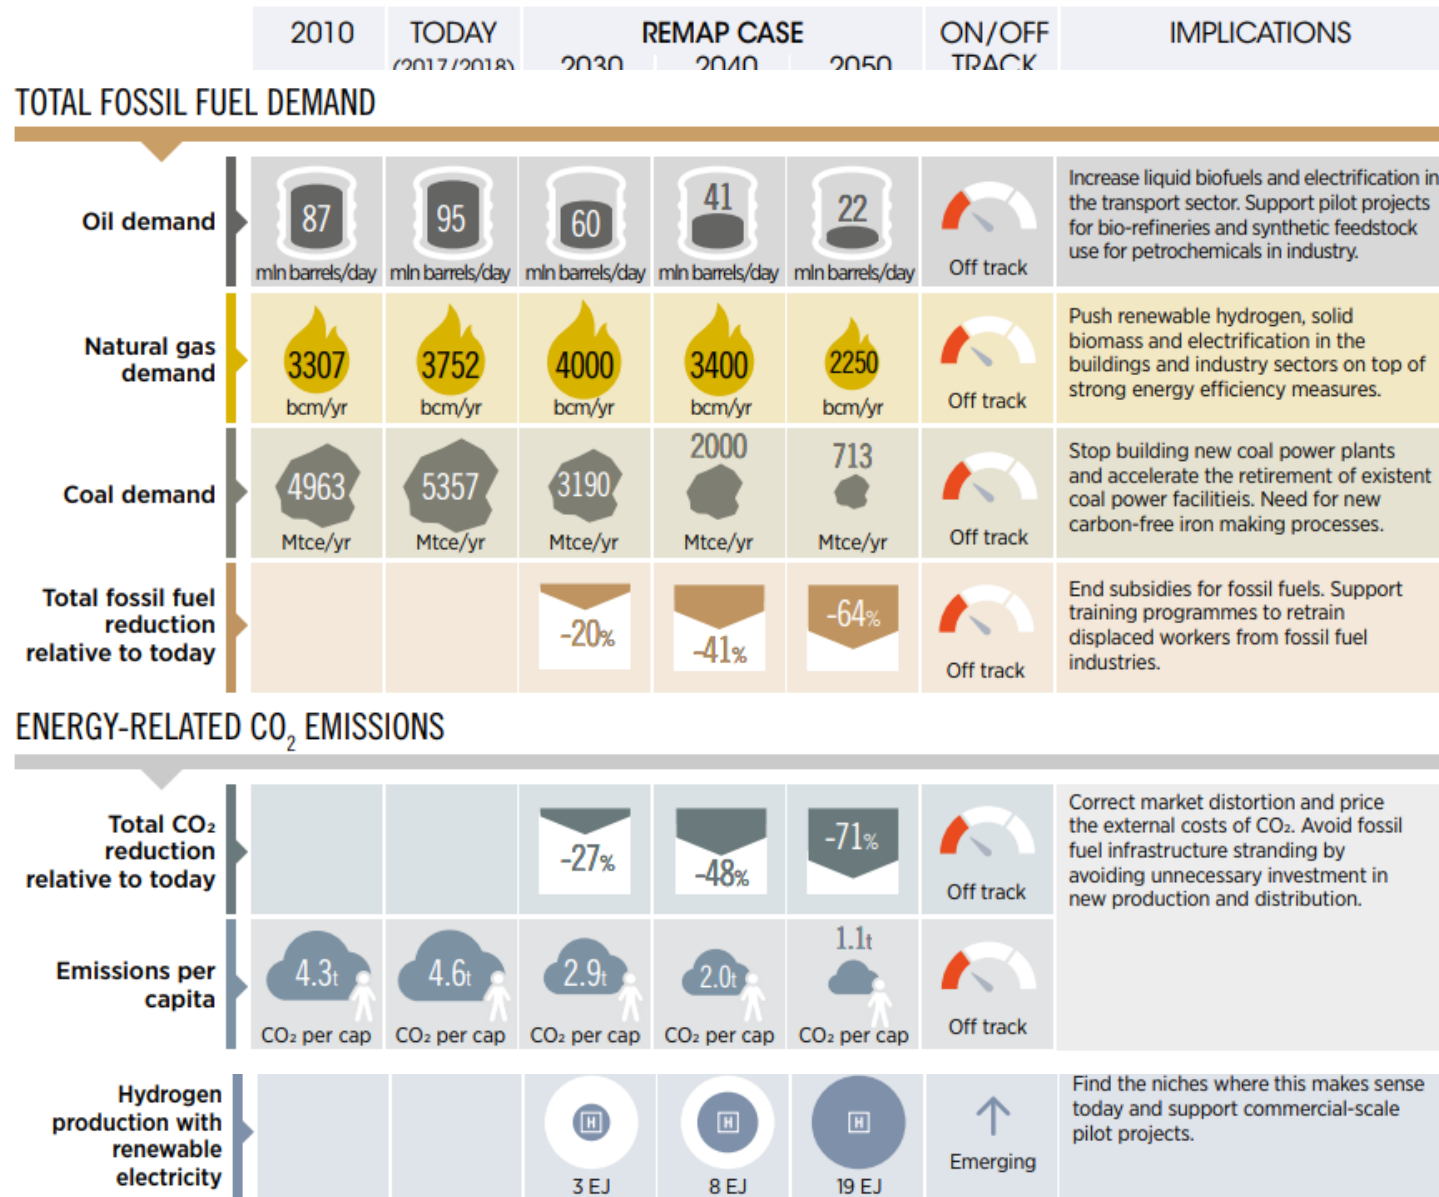 2010 TODAY REMAP CASE ON/OFF IMPLICATIONS
(2017/2018) 2030 2040 2050 TRACK
TOTAL FOSSIL FUEL DEMAND
Oil demand
87
mln barrels/day
95
mln barrels/day
60
mln barrels/day
41
mln barrels/day
22
mln barrels/day
Off track
Increase liquid biofuels and electrification in
the transport sector. Support pilot projects
for bio-refineries and synthetic feedstock
use for petrochemicals in industry.
Natural gas
demand
3307
bcm/yr
3752
bcm/yr
4000
bcm/yr
3400
bcm/yr
2250
bcm/yr
Off track
Push renewable hydrogen, solid
biomass and electrification in the
buildings and industry sectors on top of
strong energy efficiency measures.
Coal demand
4963
Mtce/yr
5357
Mtce/yr
3190
Mtce/yr
2000
Mtce/yr
713
Mtce/yr
Off track
Stop building new coal power plants
and accelerate the retirement of existent
coal power facilitieis. Need for new
carbon-free iron making processes.
Total fossil fuel
reduction
relative to today
-20%
-41%
-64%
Off track
End subsidies for fossil fuels. Support
training programmes to retrain
displaced workers from fossil fuel
industries.
ENERGY-RELATED CO₂ EMISSIONS
Total CO₂
reduction
relative to today
-27%
-48%
-71%
Off track
Correct market distortion and price
the external costs of CO₂. Avoid fossil
fuel infrastructure stranding by
avoiding unnecessary investment in
new production and distribution.
Emissions per
capita
4.3t
CO₂ per cap
4.6t
CO₂ per cap
2.9t
CO₂ per cap
2.0t
CO₂ per cap
1.1t
CO₂ per cap
Off track
Hydrogen
production with
renewable
electricity
H
3 EJ
H
8 EJ
H
19 EJ
Emerging
Find the niches where this makes sense
today and support commercial-scale
pilot projects.